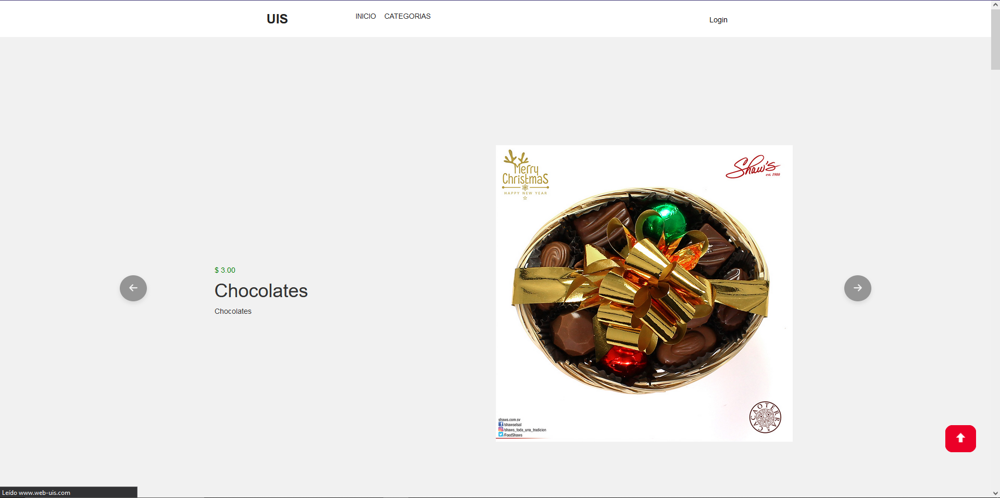 UIS
INICIO CATEGORIAS
Login
$ 3.00
Chocolates
Chocolates
Merry
Christmas
HAPPY NEW YEAR
Shaw's
est. 1980
shaws.com.sv
/shawselsal
/shaws_toda_una_tradicion
/FoodShaws
CACAOTERRA
Leído www.web-uis.com